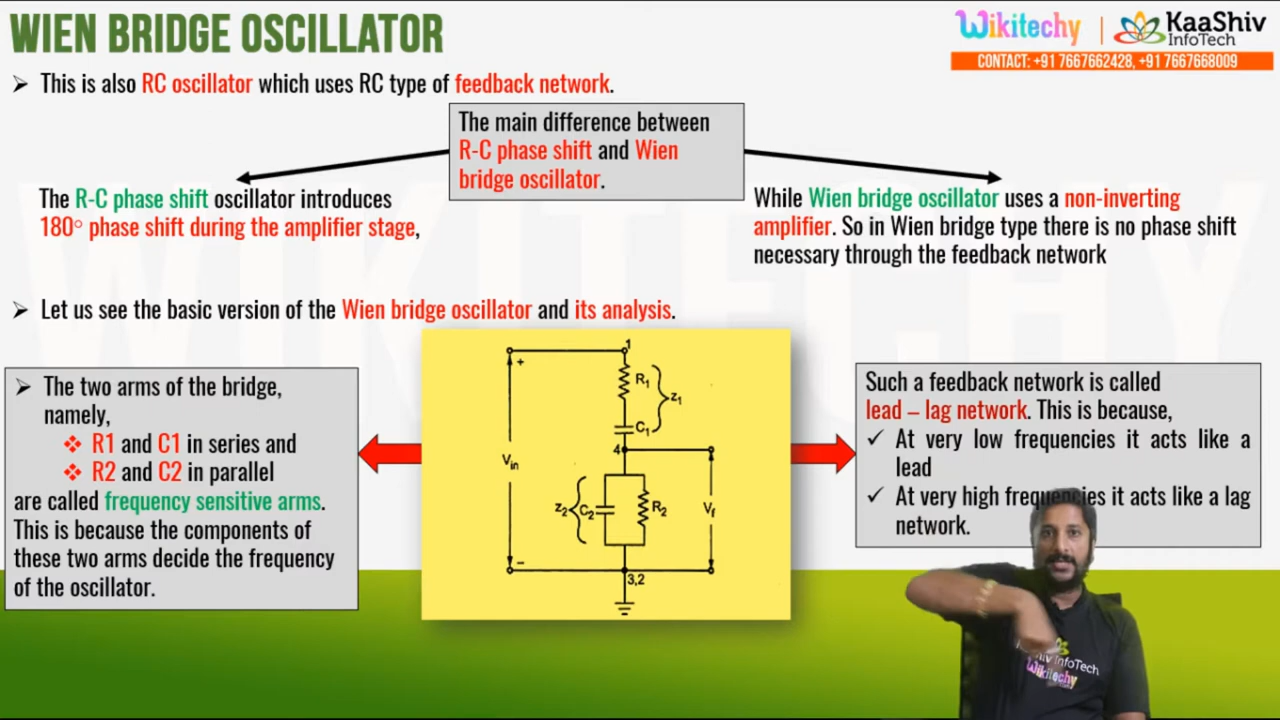 WIEN BRIDGE OSCILLATOR
Wikitechy
KaaShiv
InfoTech
CONTACT: +91 7667662428, +91 7667668009
➢ This is also RC oscillator which uses RC type of feedback network.
The main difference between
R-C phase shift and Wien
bridge oscillator.
The R-C phase shift oscillator introduces
180° phase shift during the amplifier stage,
While Wien bridge oscillator uses a non-inverting
amplifier. So in Wien bridge type there is no phase shift
necessary through the feedback network
➢ Let us see the basic version of the Wien bridge oscillator and its analysis.
➢ The two arms of the bridge,
namely,
❖ R1 and C1 in series and
❖ R2 and C2 in parallel
are called frequency sensitive arms.
This is because the components of
these two arms decide the frequency
of the oscillator.
1
+
R1
z1
C1
4
Vin
z2
C2
R2
Vf
−
3,2
Such a feedback network is called
lead – lag network. This is because,
✓ At very low frequencies it acts like a
lead
✓ At very high frequencies it acts like a lag
network.
InfoTech
Wikitechy
WIKITECHY